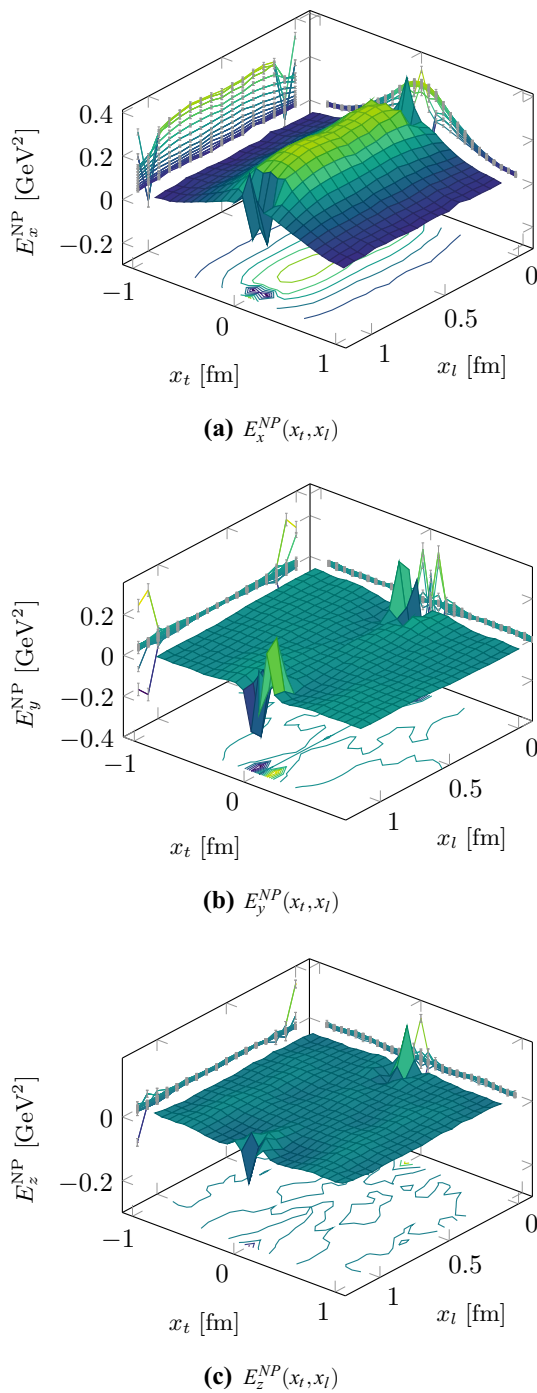 0.4
0.2
0
−0.2
E_x^NP [GeV²]
−1
0
1
x_t [fm]
1
0.5
0
x_l [fm]
(a) E_x^NP(x_t, x_l)
0.2
0
−0.2
−0.4
E_y^NP [GeV²]
−1
0
1
x_t [fm]
1
0.5
0
x_l [fm]
(b) E_y^NP(x_t, x_l)
0
−0.2
E_z^NP [GeV²]
−1
0
1
x_t [fm]
1
0.5
0
x_l [fm]
(c) E_z^NP(x_t, x_l)